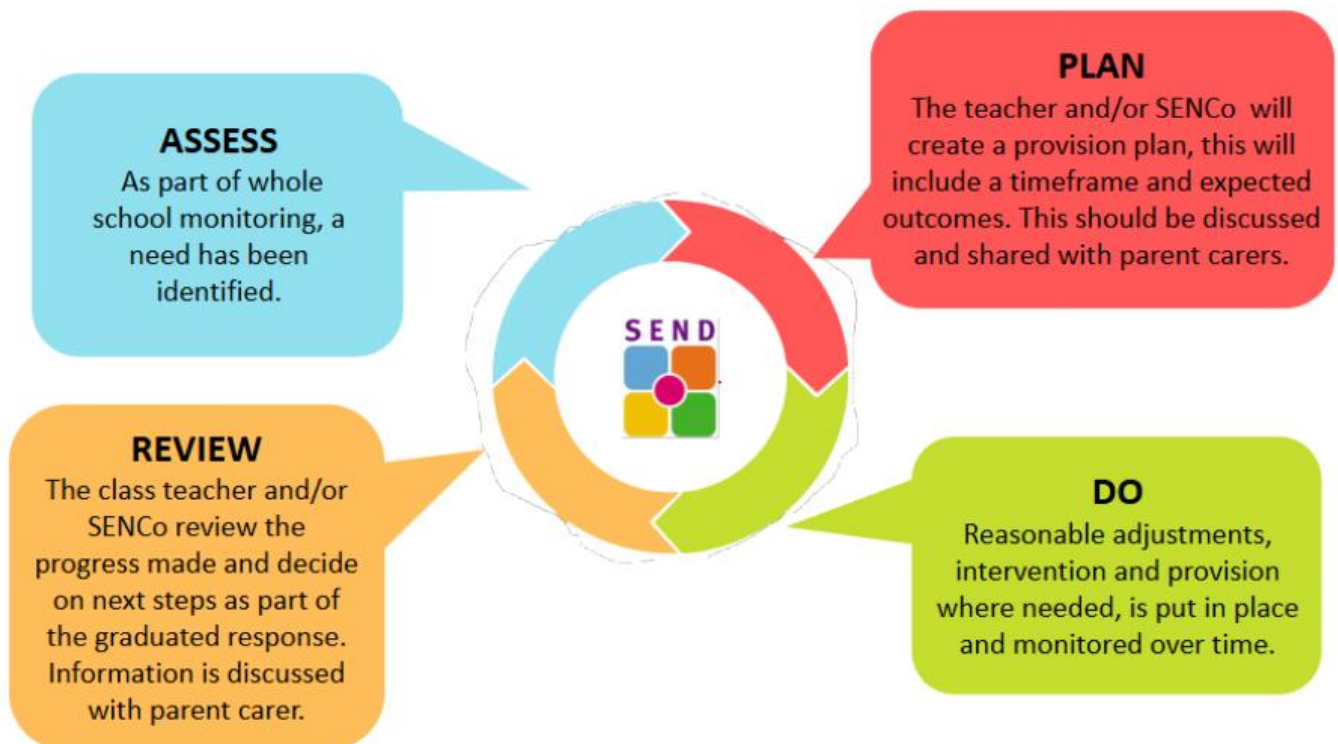 ASSESS
As part of whole
school monitoring, a
need has been
identified.
PLAN
The teacher and/or SENCo will
create a provision plan, this will
include a timeframe and expected
outcomes. This should be discussed
and shared with parent carers.
SEND
DO
Reasonable adjustments,
intervention and provision
where needed, is put in place
and monitored over time.
REVIEW
The class teacher and/or
SENCo review the
progress made and decide
on next steps as part of
the graduated response.
Information is discussed
with parent carer.